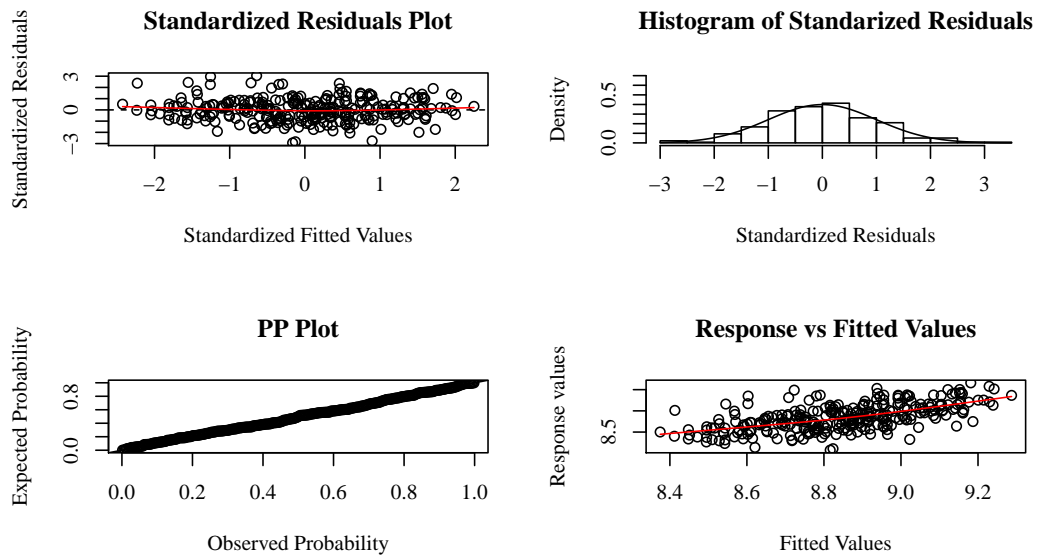 Standardized Residuals Plot
Standardized Residuals
3
0
−3
−2 −1 0 1 2
Standardized Fitted Values
Histogram of Standarized Residuals
Density
0.5
0.0
−3 −2 −1 0 1 2 3
Standardized Residuals
PP Plot
Expected Probability
0.8
0.0
0.0 0.2 0.4 0.6 0.8 1.0
Observed Probability
Response vs Fitted Values
Response values
8.5
8.4 8.6 8.8 9.0 9.2
Fitted Values